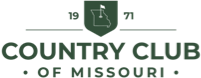 19 71
COUNTRY CLUB
• OF MISSOURI •